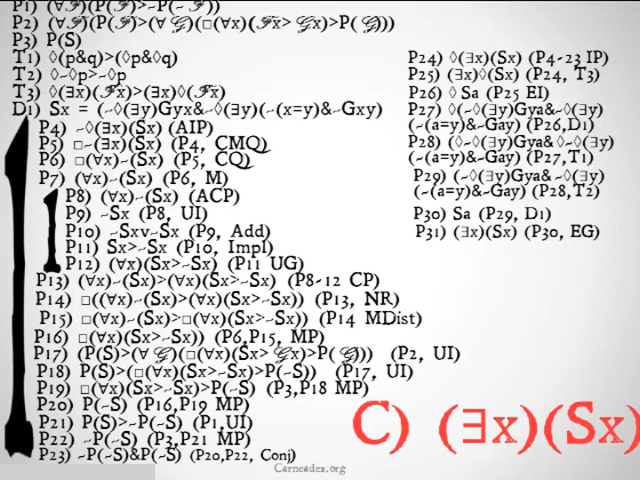 P1) (∀ℱ)(P(ℱ)>~P(~ℱ))
P2) (∀ℱ)(P(ℱ)>(∀𝒢)(□(∀x)(ℱx>𝒢x)>P(𝒢)))
P3) P(S)
T1) ◊(p&q)>(◊p&◊q)
T2) ◊~◊p>~◊p
T3) ◊(∃x)(ℱx)>(∃x)◊(ℱx)
D1) Sx = (~◊(∃y)Gyx&~◊(∃y)(~(x=y)&~Gxy)
P4) ~◊(∃x)(Sx) (AIP)
P5) □~(∃x)(Sx) (P4, CMQ)
P6) □(∀x)~(Sx) (P5, CQ)
P7) (∀x)~(Sx) (P6, M)
P8) (∀x)~(Sx) (ACP)
P9) ~Sx (P8, UI)
P10) ~Sxv~Sx (P9, Add)
P11) Sx>~Sx (P10, Impl)
P12) (∀x)(Sx>~Sx) (P11 UG)
P13) (∀x)~(Sx)>(∀x)(Sx>~Sx) (P8-12 CP)
P14) □((∀x)~(Sx)>(∀x)(Sx>~Sx)) (P13, NR)
P15) □(∀x)~(Sx)>□(∀x)(Sx>~Sx)) (P14 MDist)
P16) □(∀x)(Sx>~Sx)) (P6,P15, MP)
P17) (P(S)>(∀𝒢)(□(∀x)(Sx>𝒢x)>P(𝒢))) (P2, UI)
P18) P(S)>(□(∀x)(Sx>~Sx)>P(~S)) (P17, UI)
P19) □(∀x)(Sx>~Sx)>P(~S) (P3,P18 MP)
P20) P(~S) (P16,P19 MP)
P21) P(S)>~P(~S) (P1,UI)
P22) ~P(~S) (P3,P21 MP)
P23) ~P(~S)&P(~S) (P20,P22, Conj)
P24) ◊(∃x)(Sx) (P4-23 IP)
P25) (∃x)◊(Sx) (P24, T3)
P26) ◊ Sa (P25 EI)
P27) ◊(~◊(∃y)Gya&~◊(∃y)
(~(a=y)&~Gay) (P26,D1)
P28) (◊~◊(∃y)Gya&◊~◊(∃y)
(~(a=y)&~Gay) (P27,T1)
P29) (~◊(∃y)Gya&~◊(∃y)
(~(a=y)&~Gay) (P28,T2)
P30) Sa (P29, D1)
P31) (∃x)(Sx) (P30, EG)
C) (∃x)(Sx)
Carneades.org